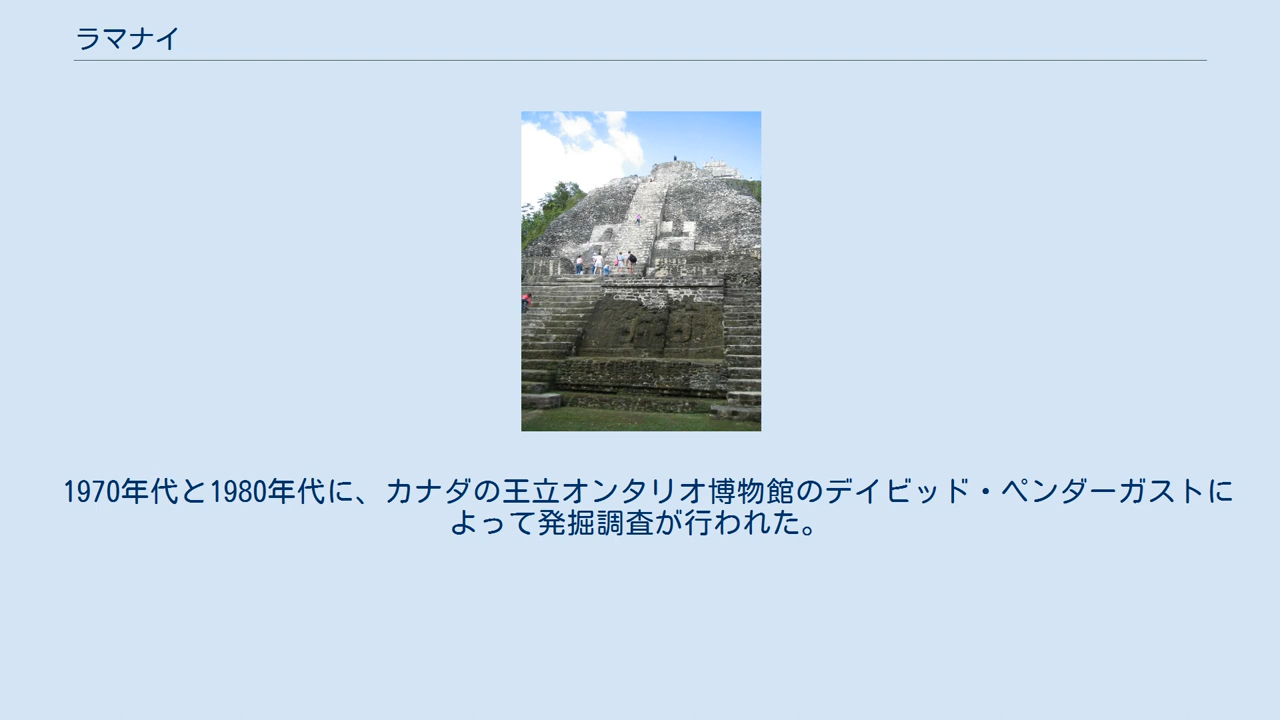 ラマナイ
1970年代と1980年代に、カナダの王立オンタリオ博物館のデイビッド・ペンダーガストに
よって発掘調査が行われた。